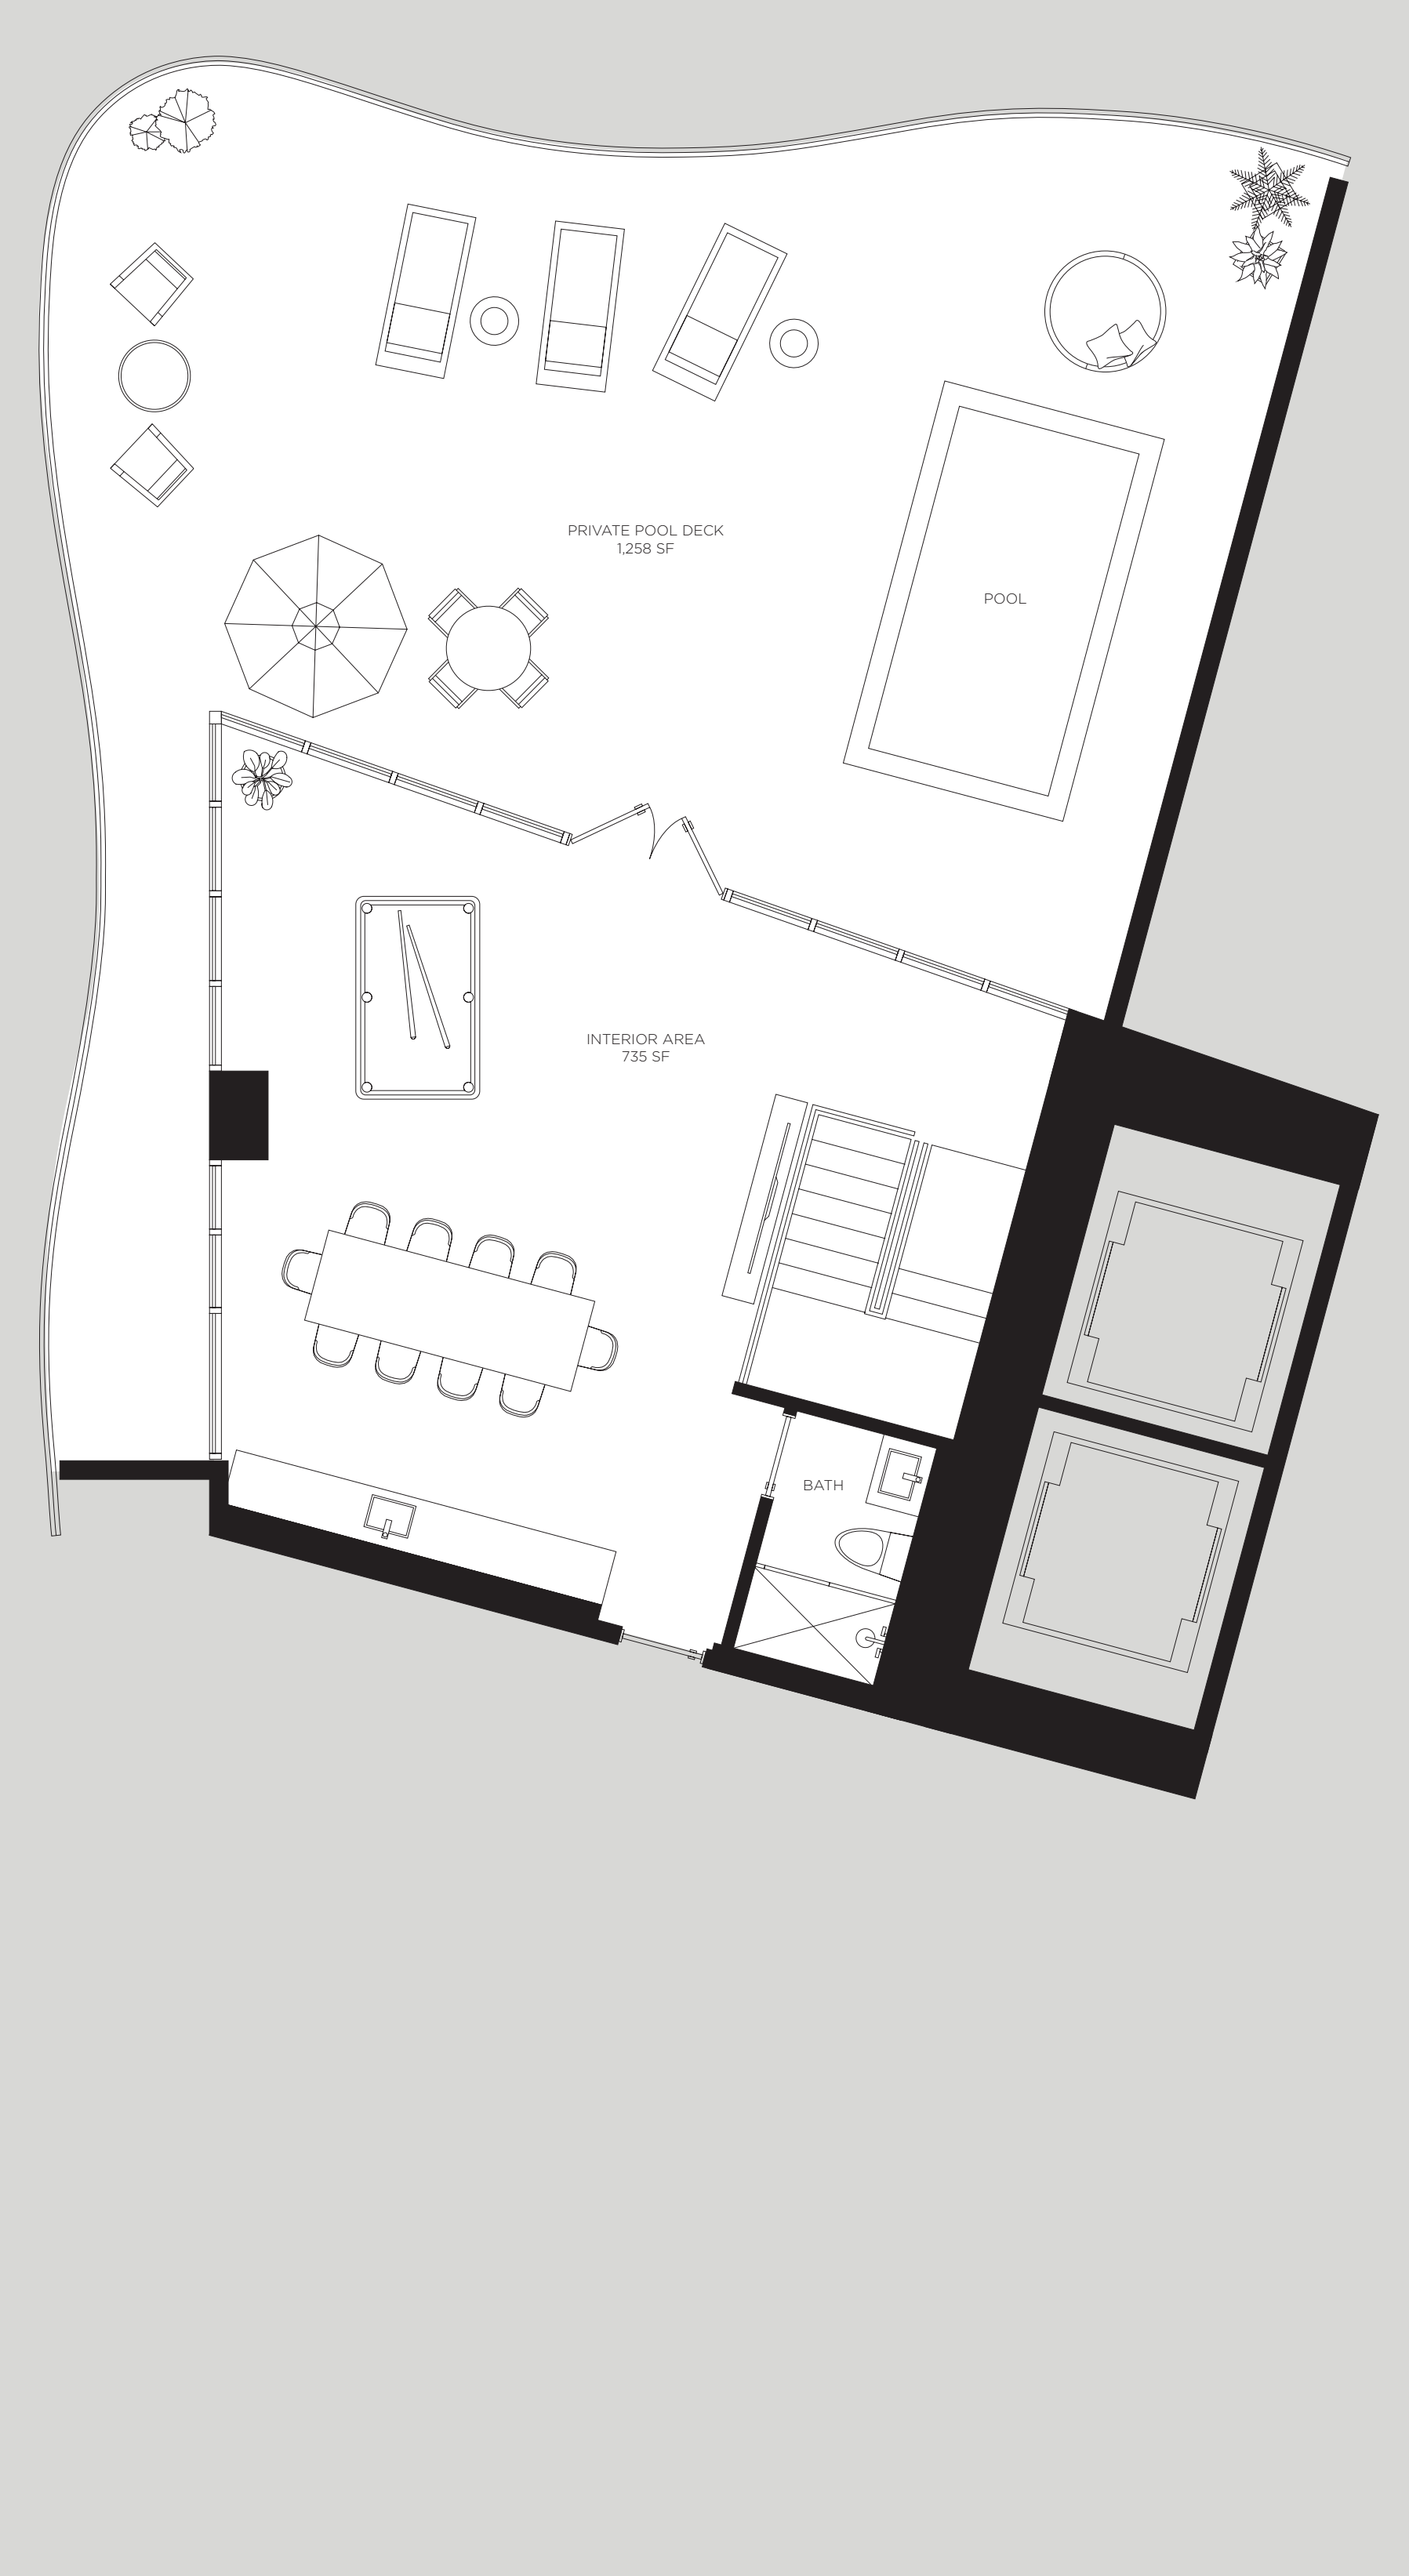 PRIVATE POOL DECK
1,258 SF
POOL
INTERIOR AREA
735 SF
BATH